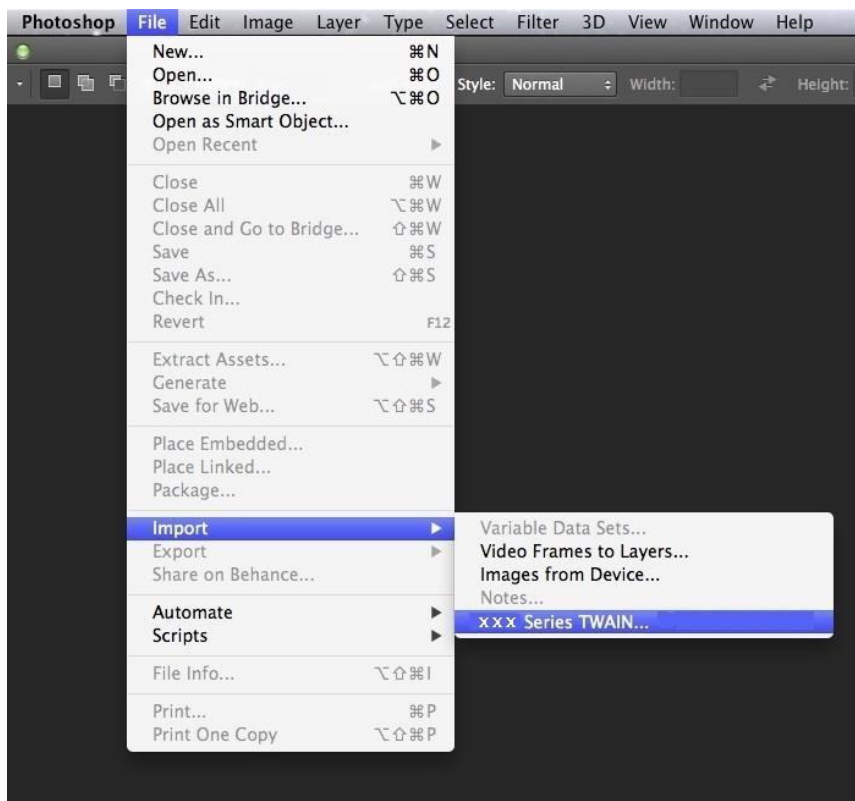 Photoshop File Edit Image Layer Type Select Filter 3D View Window Help
Style: Normal Width: Height:
New... ⌘N
Open... ⌘O
Browse in Bridge... ⌥⌘O
Open as Smart Object...
Open Recent
Close ⌘W
Close All ⌥⌘W
Close and Go to Bridge... ⇧⌘W
Save ⌘S
Save As... ⇧⌘S
Check In...
Revert F12
Extract Assets... ⌥⇧⌘W
Generate
Save for Web... ⌥⇧⌘S
Place Embedded...
Place Linked...
Package...
Import
Export
Share on Behance...
Automate
Scripts
File Info... ⌥⇧⌘I
Print... ⌘P
Print One Copy ⌥⇧⌘P
Variable Data Sets...
Video Frames to Layers...
Images from Device...
Notes...
xxx Series TWAIN...